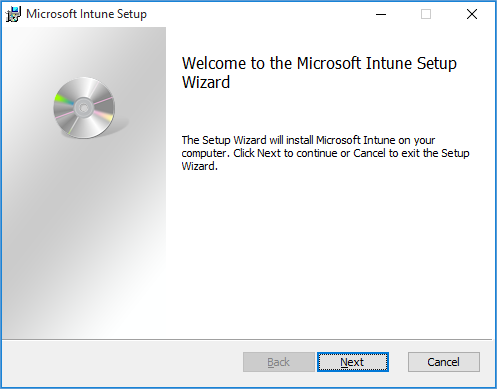 Microsoft Intune Setup
Welcome to the Microsoft Intune Setup
Wizard
The Setup Wizard will install Microsoft Intune on your
computer. Click Next to continue or Cancel to exit the Setup
Wizard.
Back Next Cancel